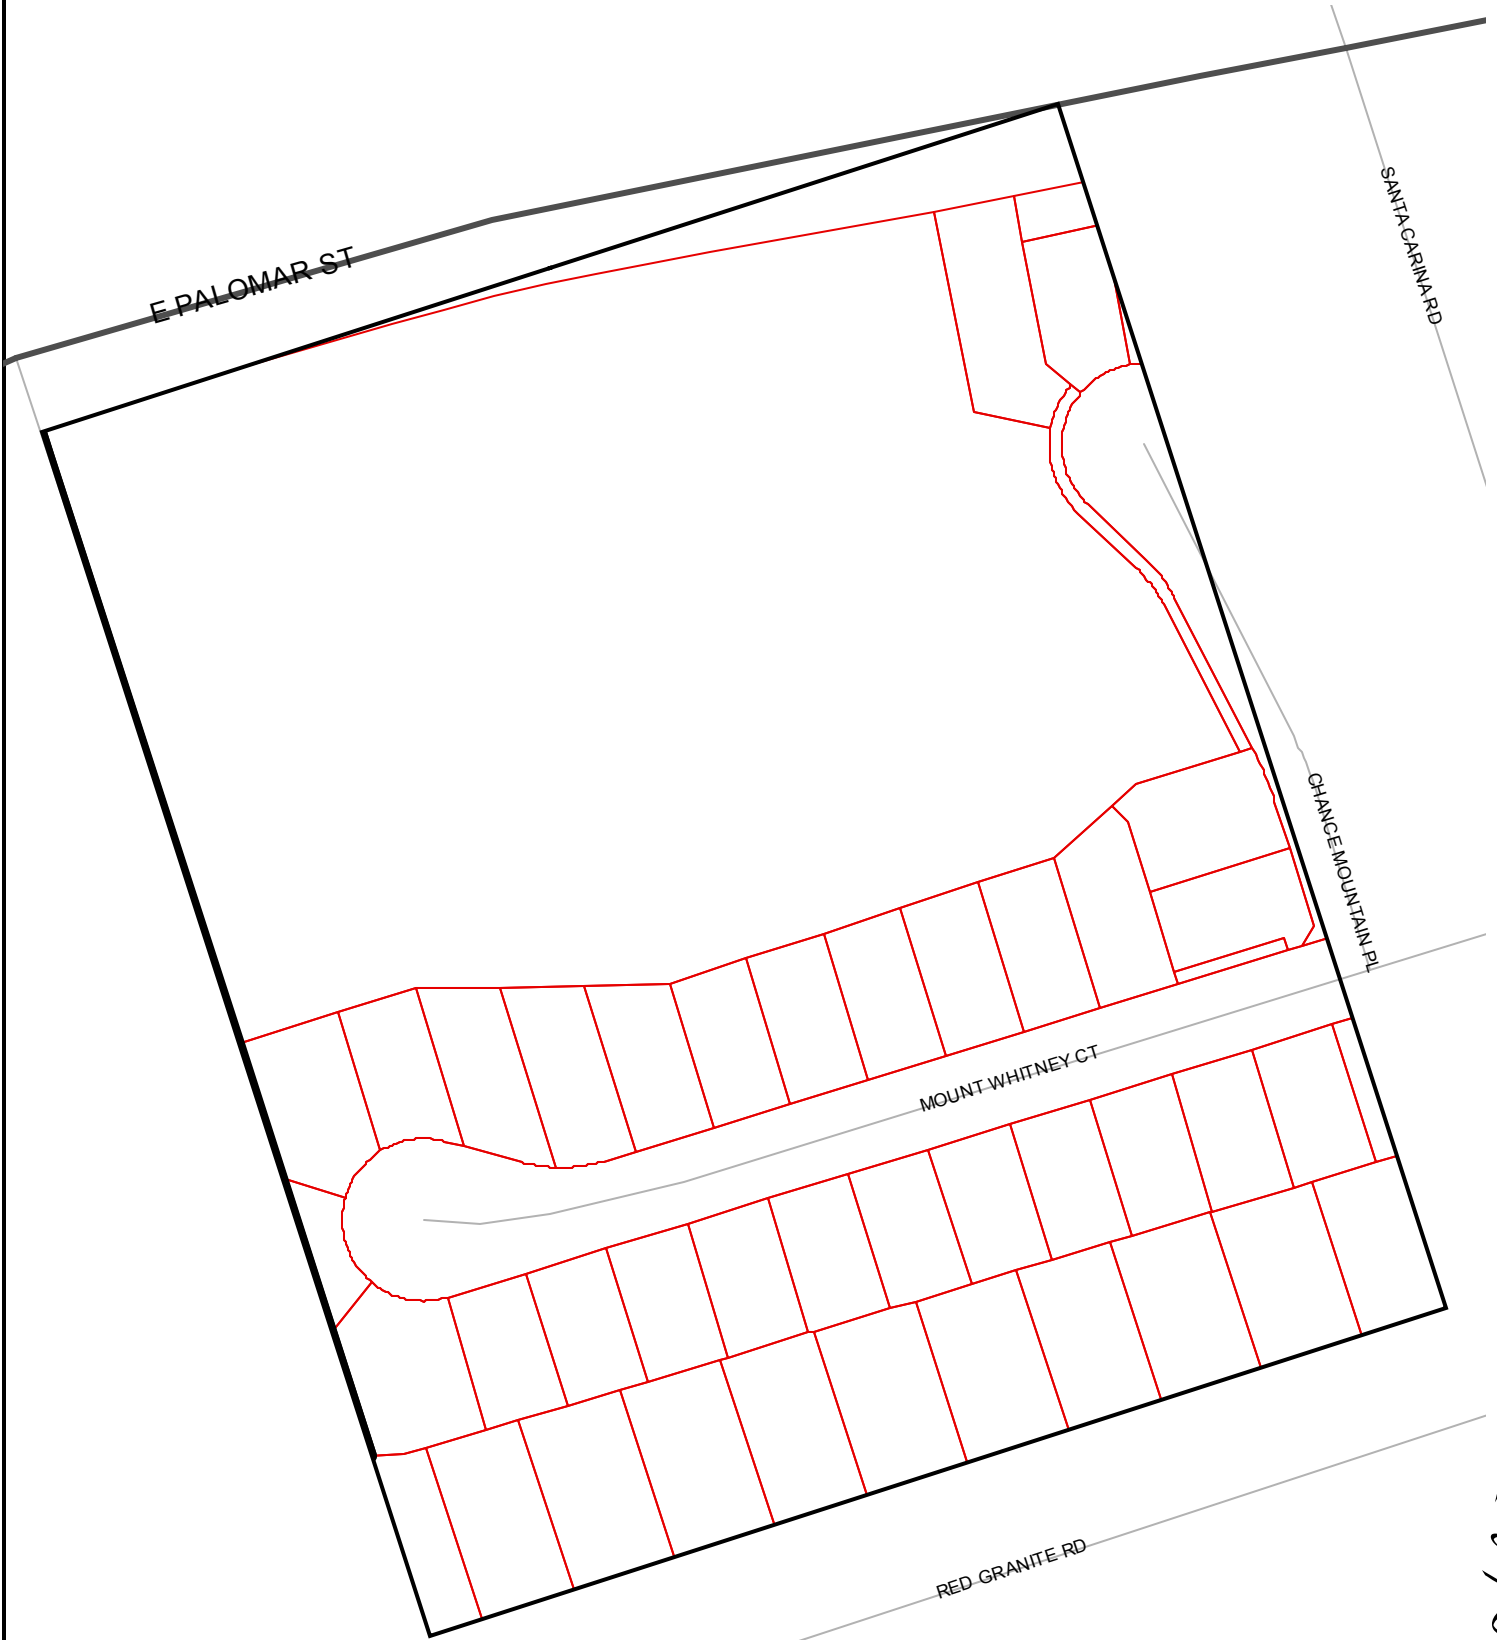 E PALOMAR ST
SANTA CARINA RD
CHANCE MOUNTAIN PL
MOUNT WHITNEY CT
RED GRANITE RD